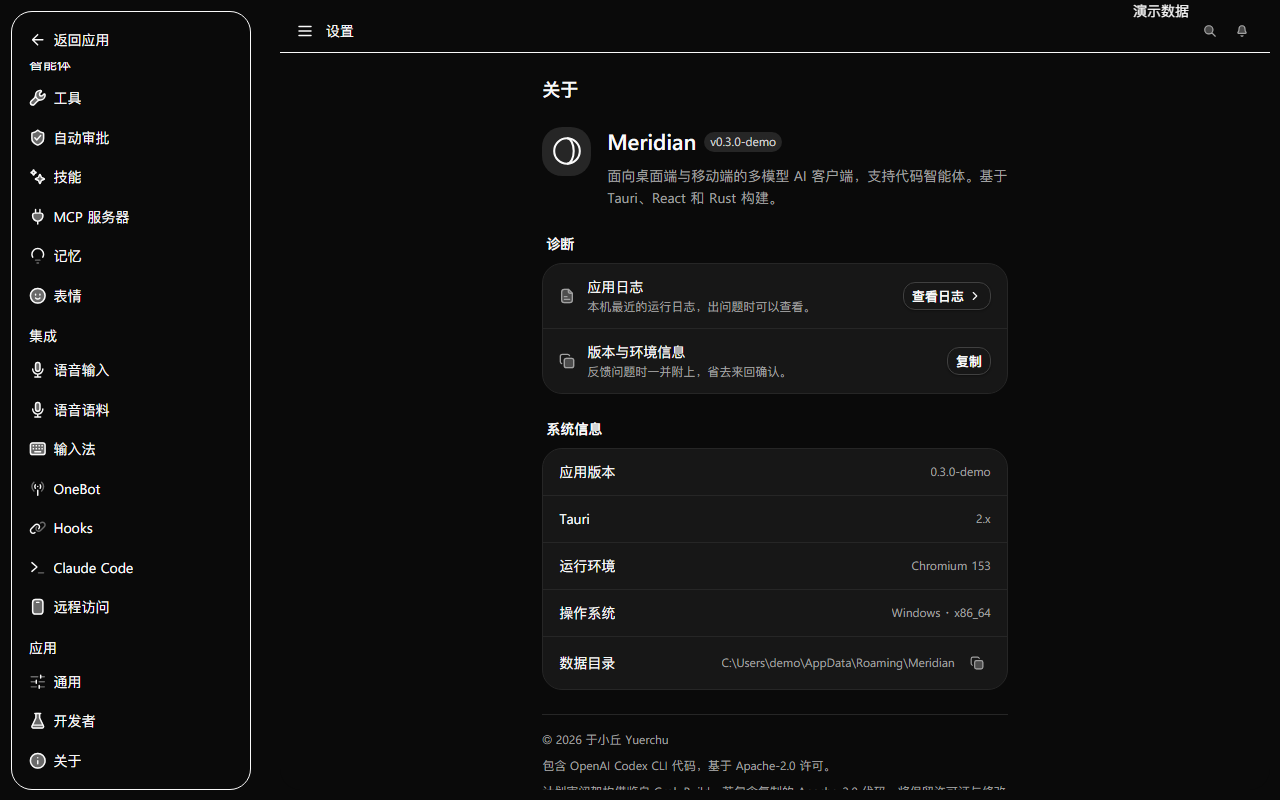 返回应用
智能体
工具
自动审批
技能
MCP 服务器
记忆
表情
集成
语音输入
语音语料
输入法
OneBot
Hooks
Claude Code
远程访问
应用
通用
开发者
关于
设置
演示数据
关于
Meridian v0.3.0-demo
面向桌面端与移动端的多模型 AI 客户端，支持代码智能体。基于
Tauri、React 和 Rust 构建。
诊断
应用日志
本机最近的运行日志，出问题时可以查看。
查看日志
版本与环境信息
反馈问题时一并附上，省去来回确认。
复制
系统信息
应用版本 0.3.0-demo
Tauri 2.x
运行环境 Chromium 153
操作系统 Windows · x86_64
数据目录 C:\Users\demo\AppData\Roaming\Meridian
© 2026 于小丘 Yuerchu
包含 OpenAI Codex CLI 代码，基于 Apache-2.0 许可。